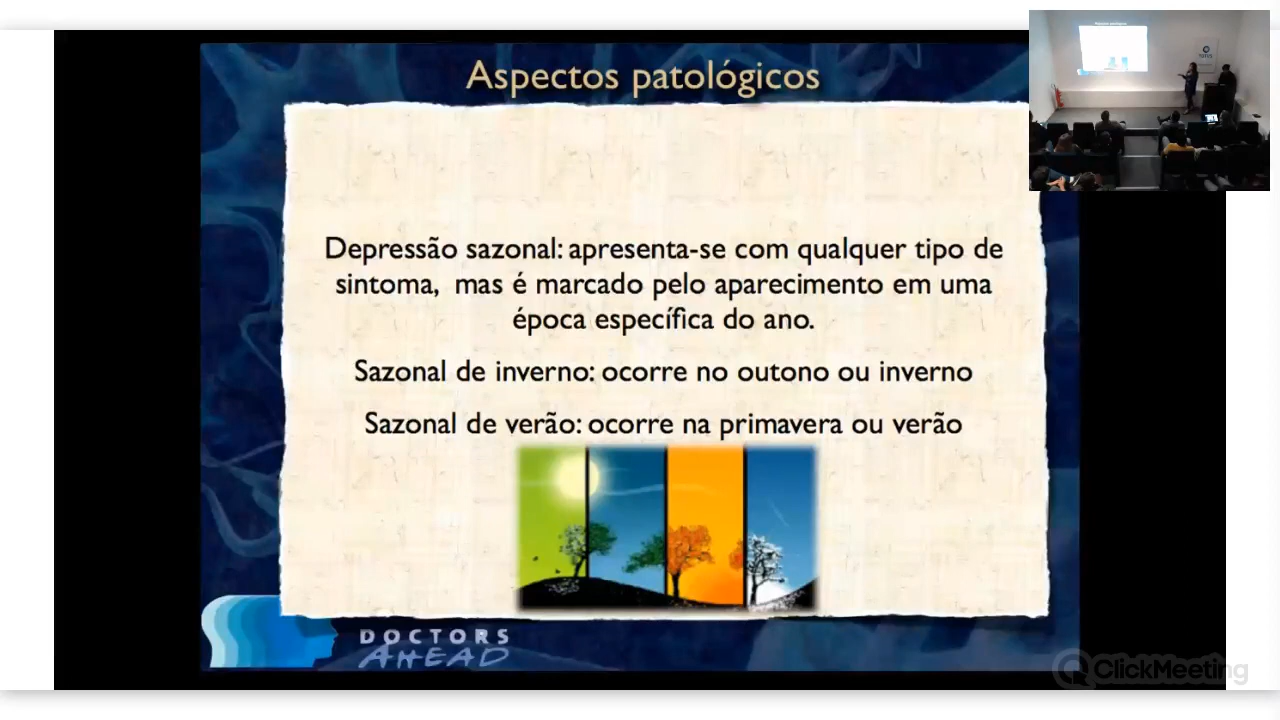 Aspectos patológicos
Depressão sazonal: apresenta-se com qualquer tipo de
sintoma, mas é marcado pelo aparecimento em uma
época específica do ano.
Sazonal de inverno: ocorre no outono ou inverno
Sazonal de verão: ocorre na primavera ou verão
DOCTORS
AHEAD
ClickMeeting